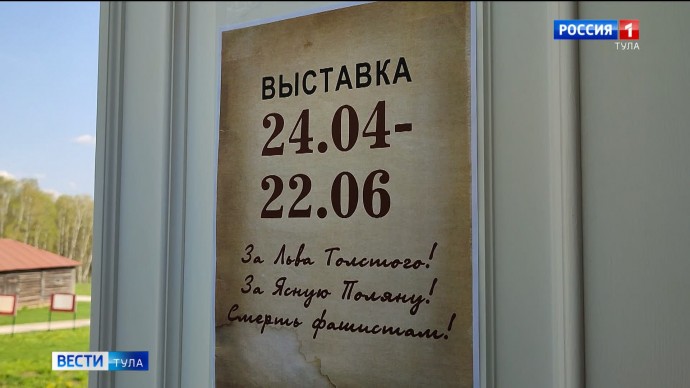 РОССИЯ 1
ТУЛА
ВЫСТАВКА
24.04-
22.06
За Льва Толстого!
За Ясную Поляну!
Смерть фашистам!
ВЕСТИ ТУЛА